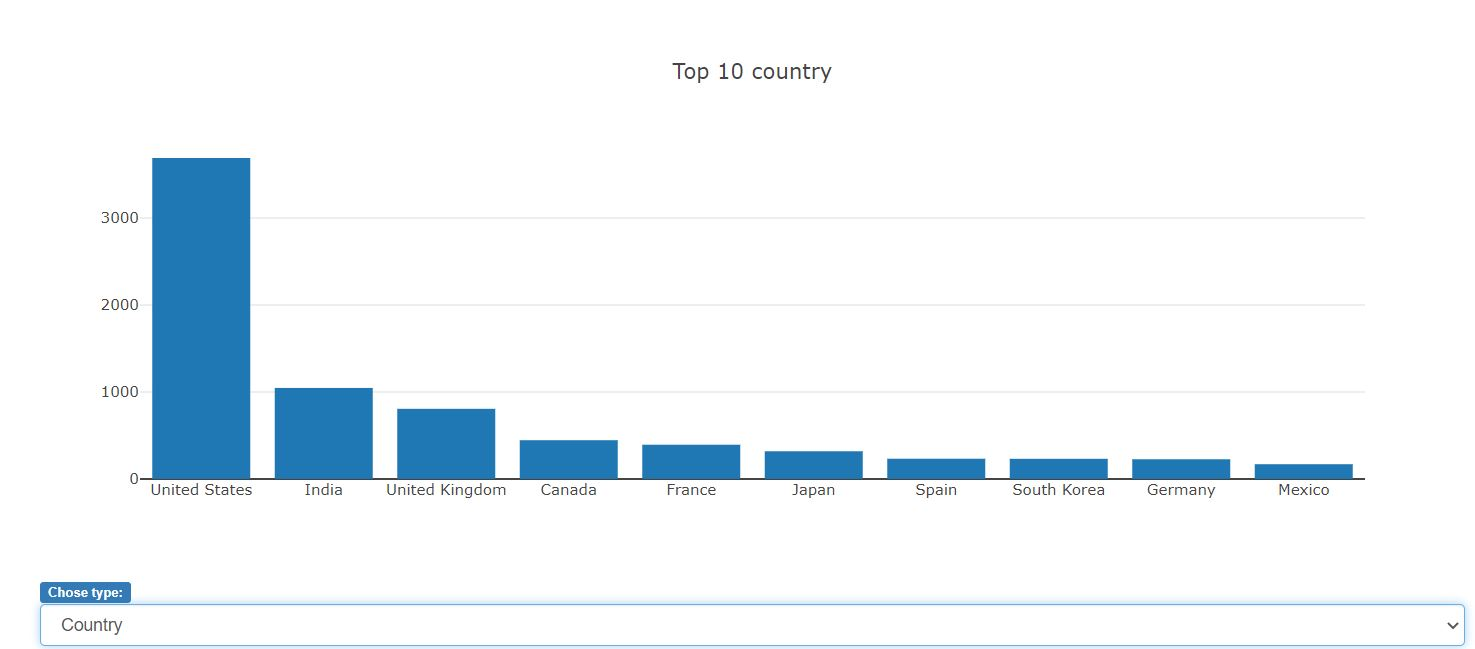 Top 10 country
3000
2000
1000
0
United States India United Kingdom Canada France Japan Spain South Korea Germany Mexico
Chose type:
Country